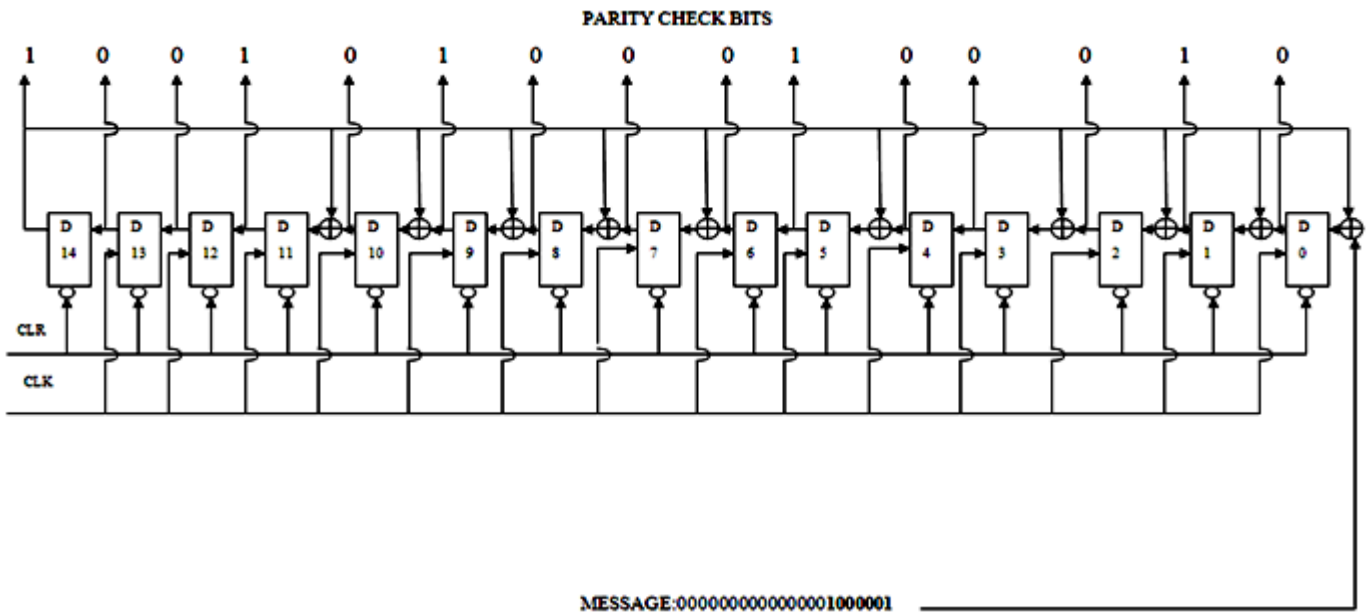 PARITY CHECK BITS
1 0 0 1 0 1 0 0 0 1 0 0 0 1 0
D D D D D D D D D D D D D D D
14 13 12 11 10 9 8 7 6 5 4 3 2 1 0
CLR
CLK
MESSAGE:0000000000000001000001